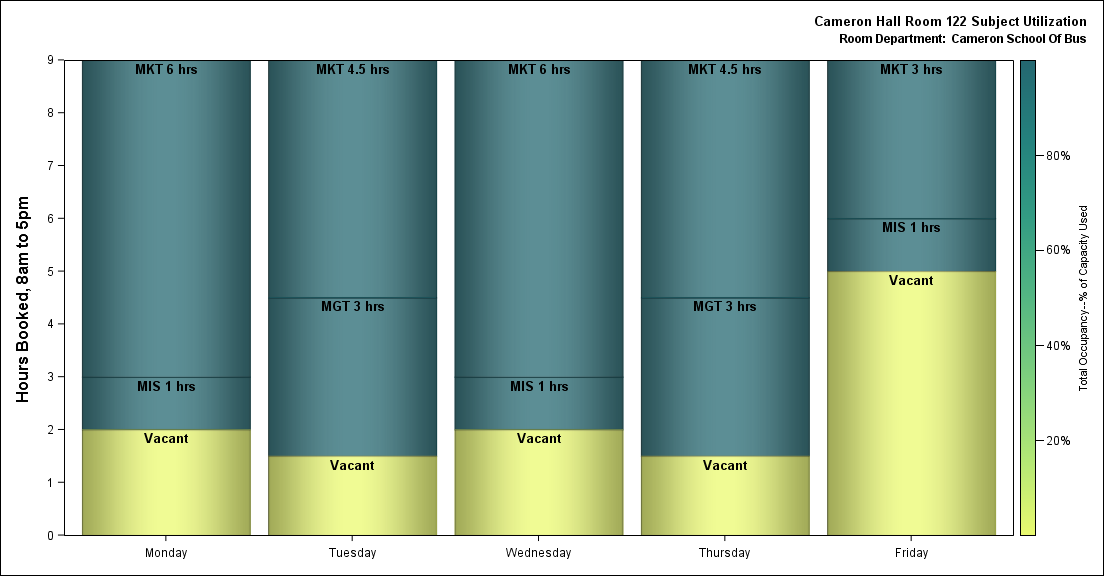 Cameron Hall Room 122 Subject Utilization
Room Department: Cameron School Of Bus
Hours Booked, 8am to 5pm
9
8
7
6
5
4
3
2
1
0
MKT 6 hrs
MIS 1 hrs
Vacant
MKT 4.5 hrs
MGT 3 hrs
Vacant
MKT 6 hrs
MIS 1 hrs
Vacant
MKT 4.5 hrs
MGT 3 hrs
Vacant
MKT 3 hrs
MIS 1 hrs
Vacant
Monday
Tuesday
Wednesday
Thursday
Friday
80%
60%
40%
20%
Total Occupancy--% of Capacity Used